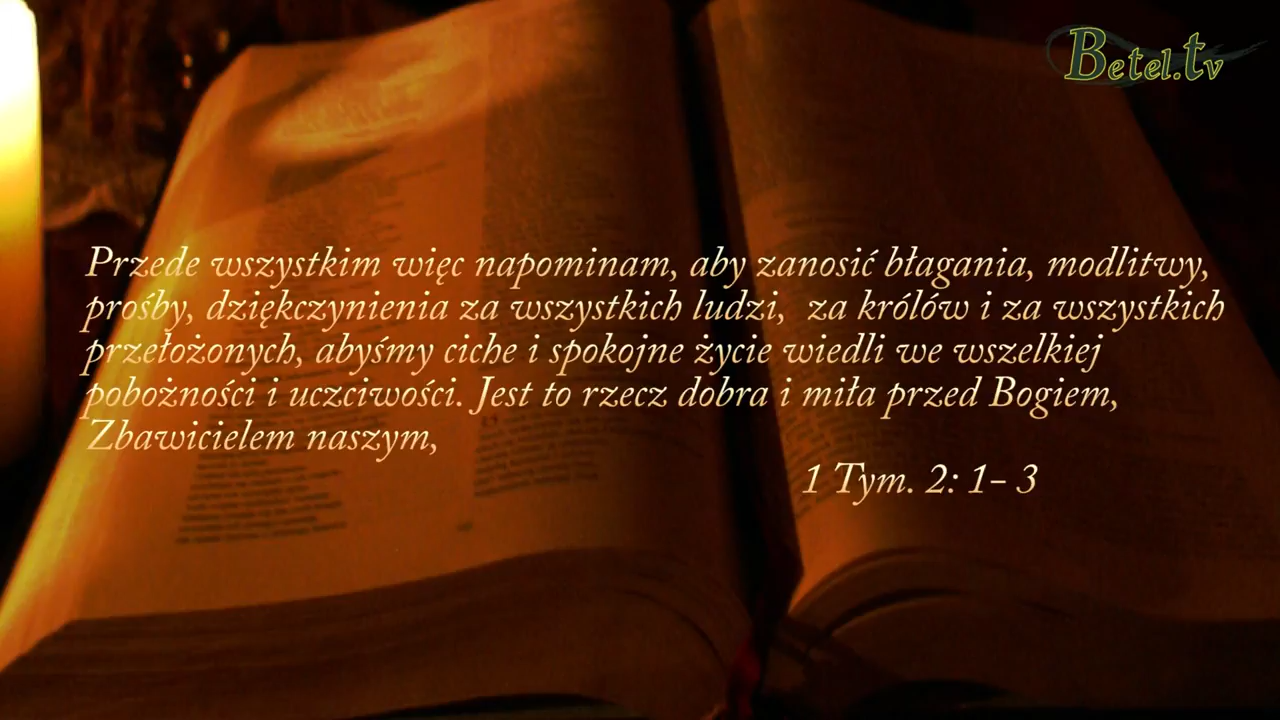 Betel.tv
Przede wszystkim więc napominam, aby zanosić błagania, modlitwy,
prośby, dziękczynienia za wszystkich ludzi, za królów i za wszystkich
przełożonych, abyśmy ciche i spokojne życie wiedli we wszelkiej
pobożności i uczciwości. Jest to rzecz dobra i miła przed Bogiem,
Zbawicielem naszym,
1 Tym. 2: 1– 3